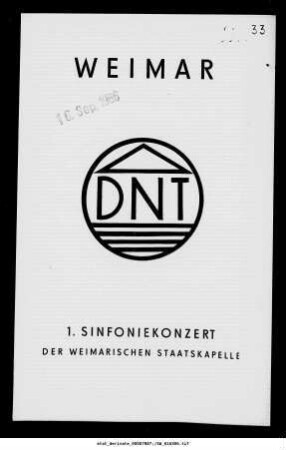 33
WEIMAR
DNT
1. SINFONIEKONZERT
DER WEIMARISCHEN STAATSKAPELLE